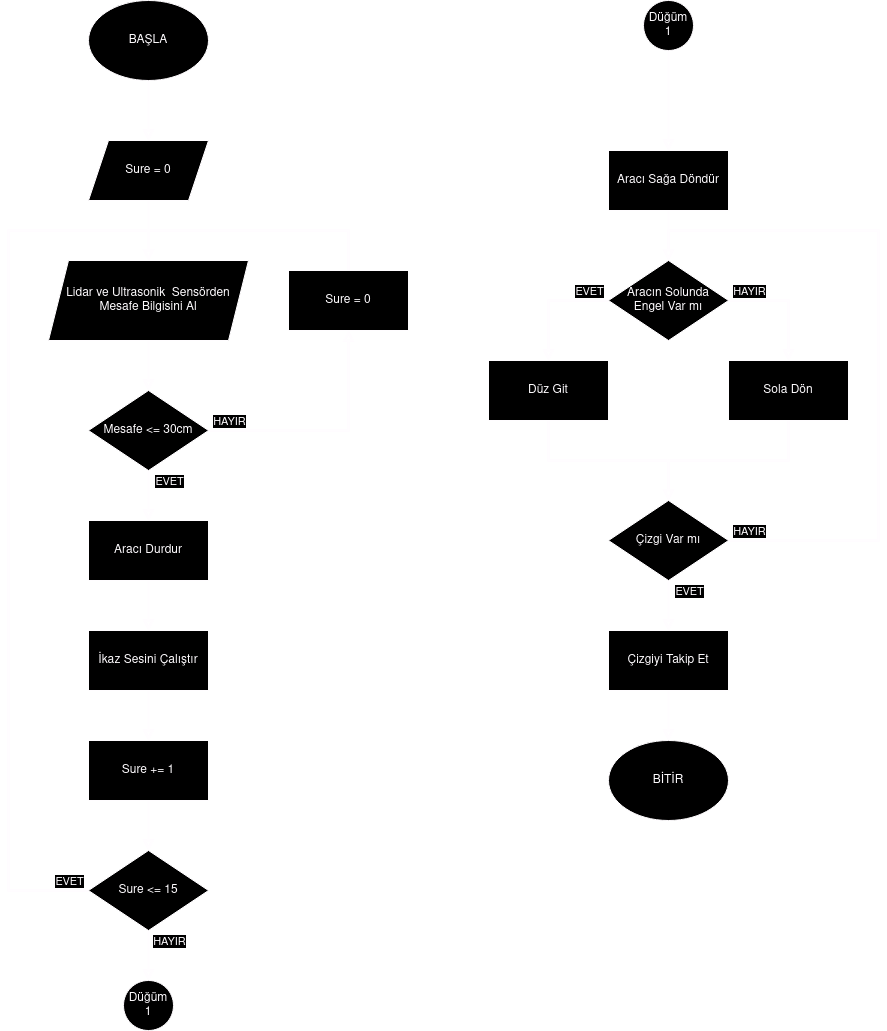 BAŞLA
Sure = 0
Lidar ve Ultrasonik Sensörden
Mesafe Bilgisini Al
Sure = 0
Mesafe <= 30cm
HAYIR
EVET
Aracı Durdur
İkaz Sesini Çalıştır
Sure += 1
Sure <= 15
EVET
HAYIR
Düğüm
1
Düğüm
1
Aracı Sağa Döndür
Aracın Solunda
Engel Var mı
EVET
HAYIR
Düz Git
Sola Dön
Çizgi Var mı
HAYIR
EVET
Çizgiyi Takip Et
BİTİR